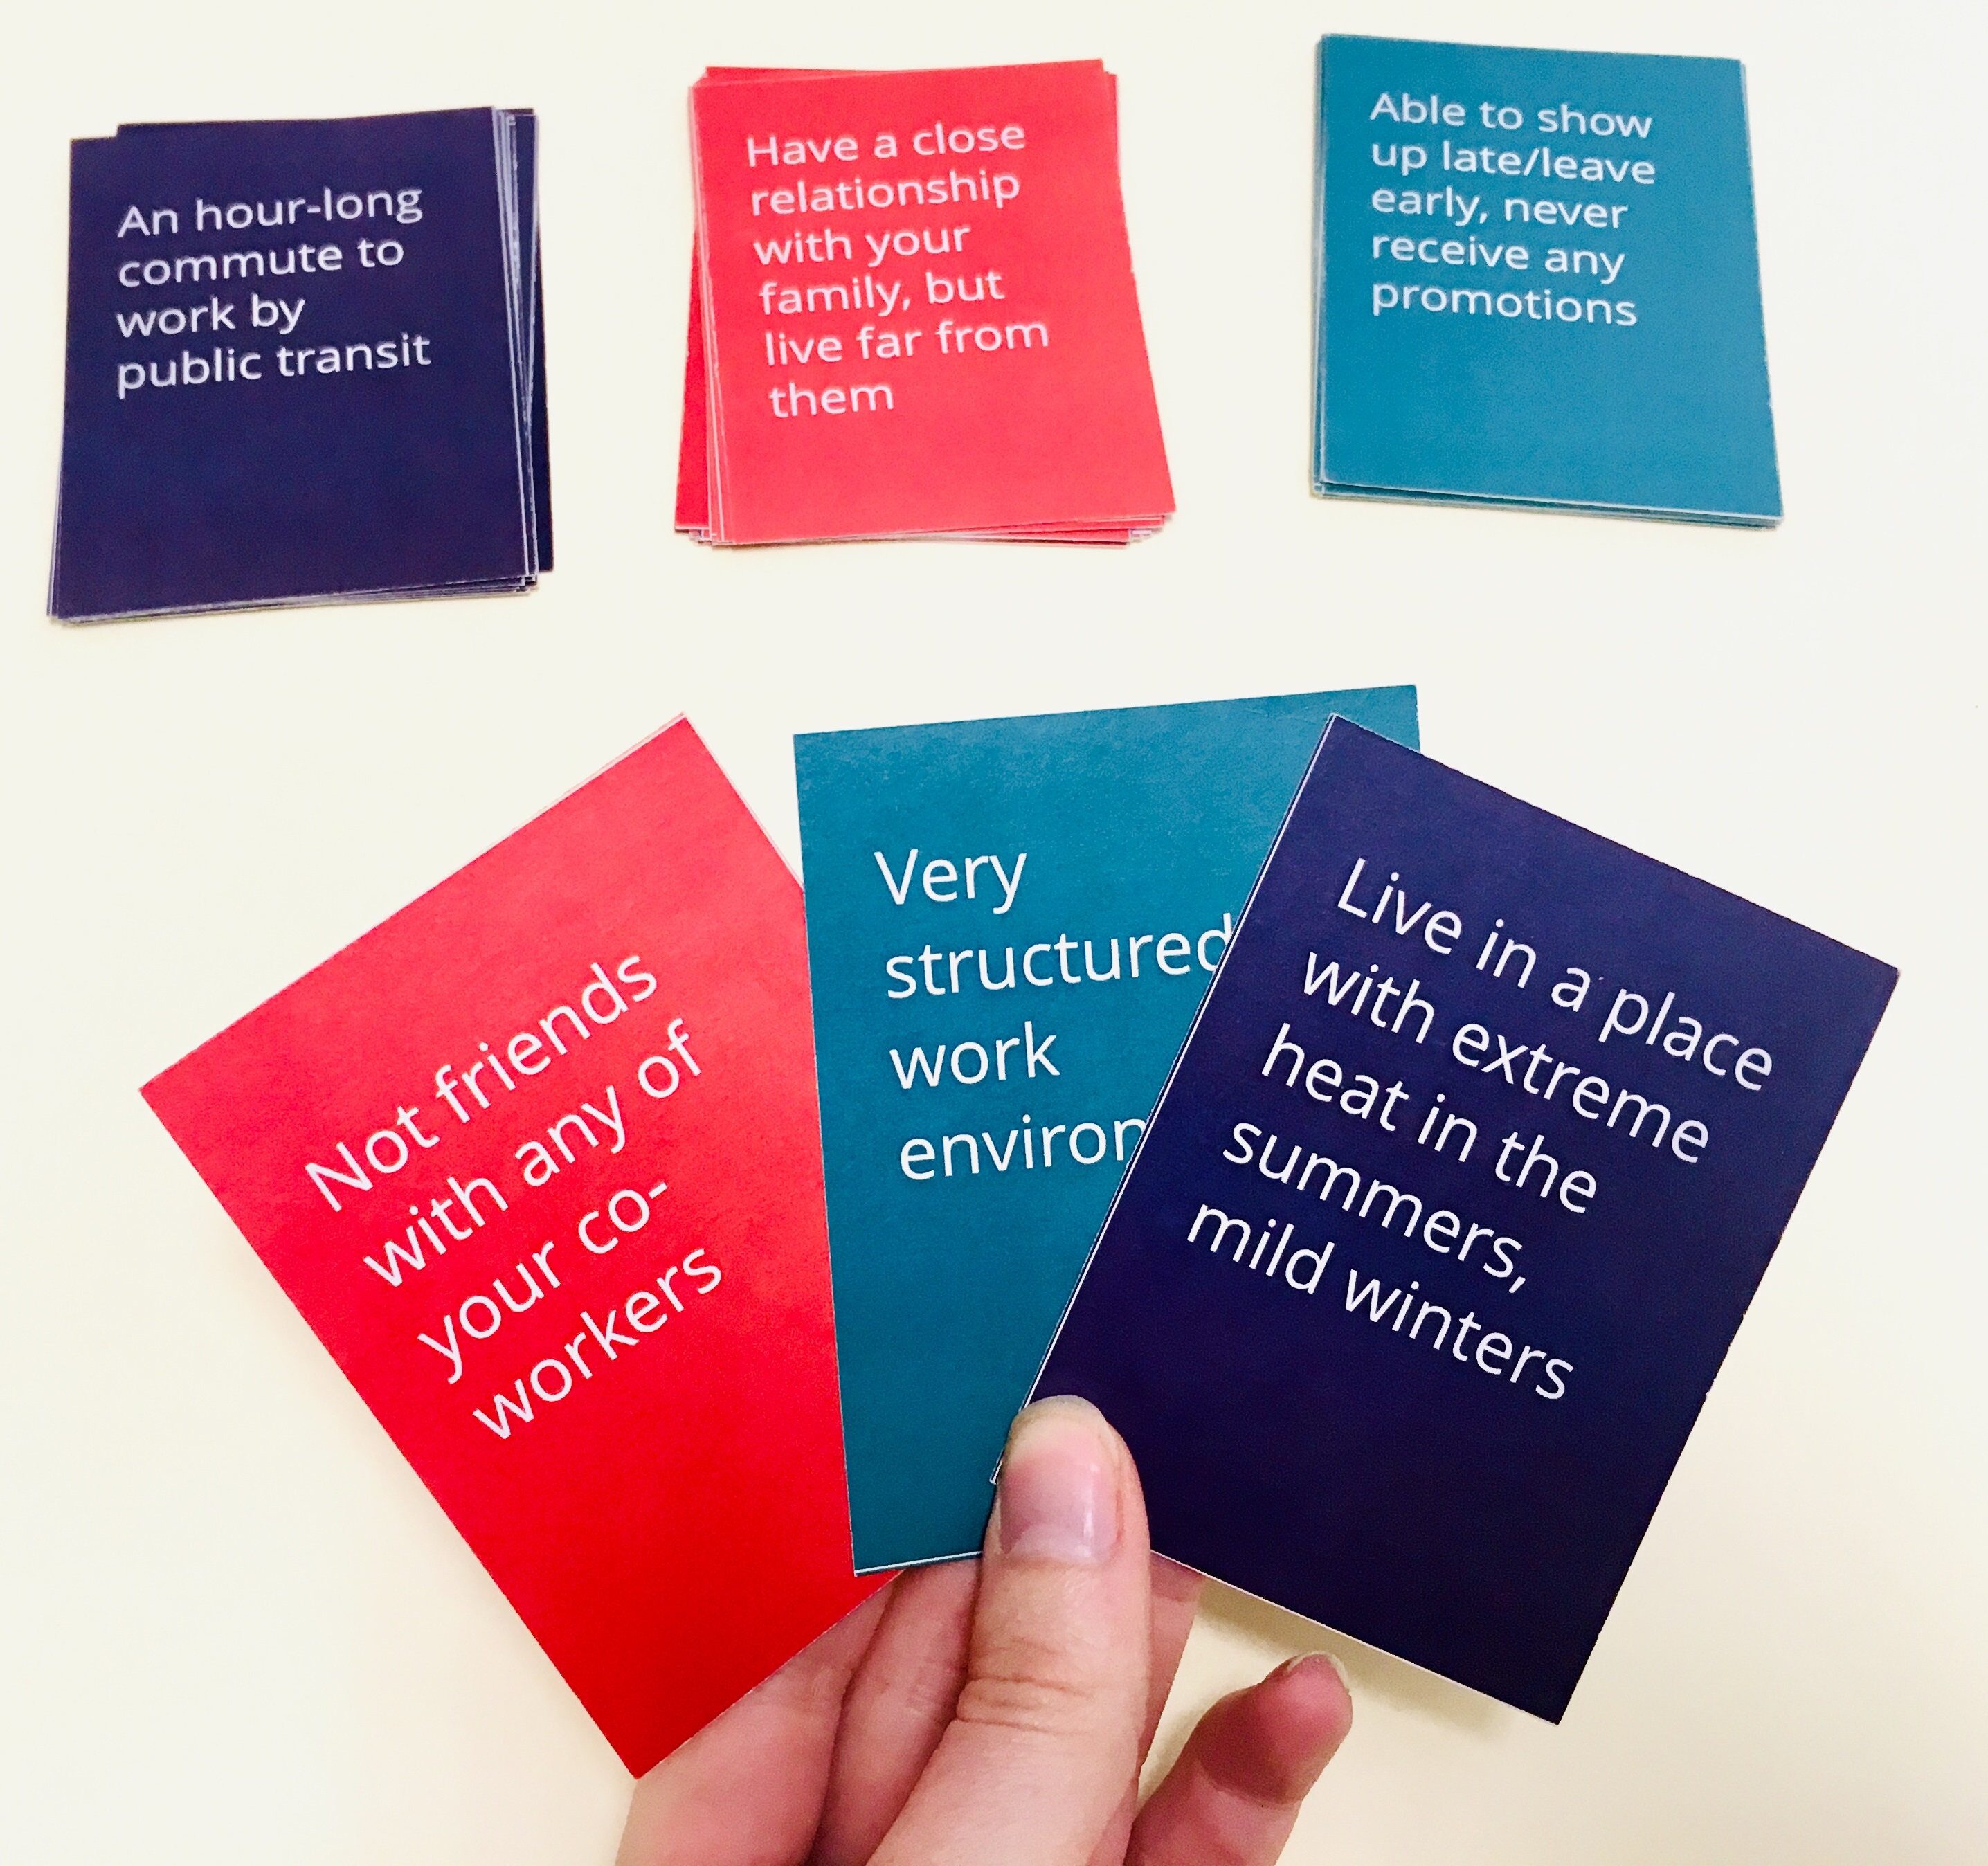 An hour-long
commute to
work by
public transit
Have a close
relationship
with your
family, but
live far from
them
Able to show
up late/leave
early, never
receive any
promotions
Not friends
with any of
your co-
workers
Very
structured
work
environ
Live in a place
with extreme
heat in the
summers,
mild winters